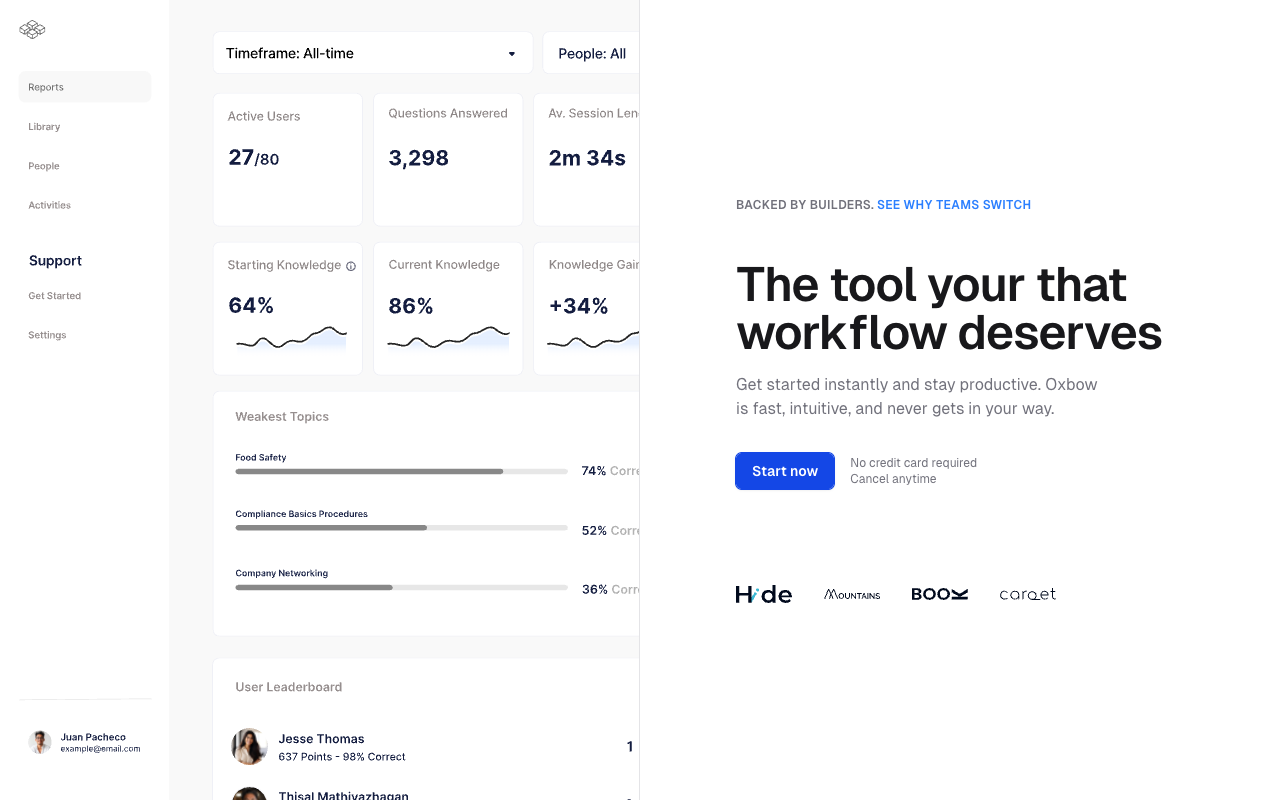 Reports
Library
People
Activities
Support
Get Started
Settings
Juan Pacheco
example@email.com
Timeframe: All-time
People: All
Active Users
27/80
Questions Answered
3,298
Av. Session Len
2m 34s
Starting Knowledge
64%
Current Knowledge
86%
Knowledge Gain
+34%
Weakest Topics
Food Safety
74% Corre
Compliance Basics Procedures
52% Corre
Company Networking
36% Corre
User Leaderboard
Jesse Thomas
637 Points - 98% Correct
1
Thisal Mathiyazhagan
BACKED BY BUILDERS. SEE WHY TEAMS SWITCH
The tool your that
workflow deserves
Get started instantly and stay productive. Oxbow
is fast, intuitive, and never gets in your way.
Start now
No credit card required
Cancel anytime
Hide
MOUNTAINS
BOOK
carqet